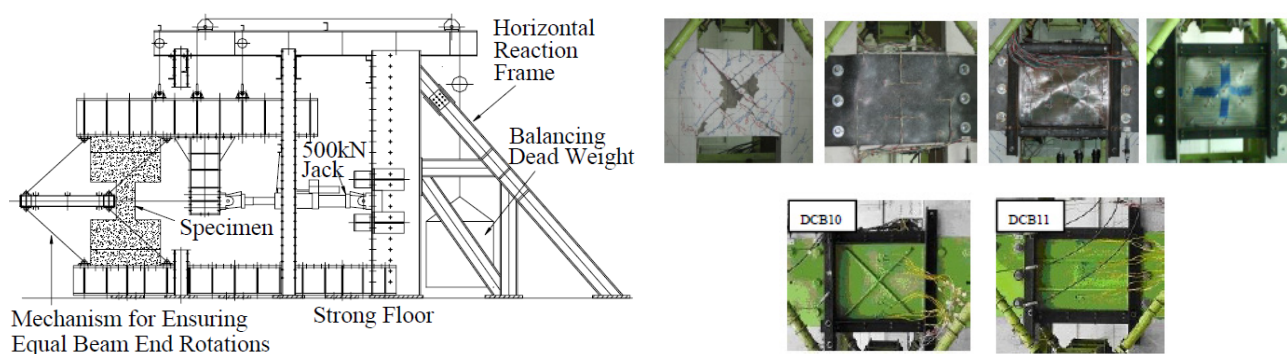 Horizontal
Reaction
Frame
Balancing
Dead Weight
500kN
Jack
Specimen
Strong Floor
Mechanism for Ensuring
Equal Beam End Rotations
DCB10
DCB11